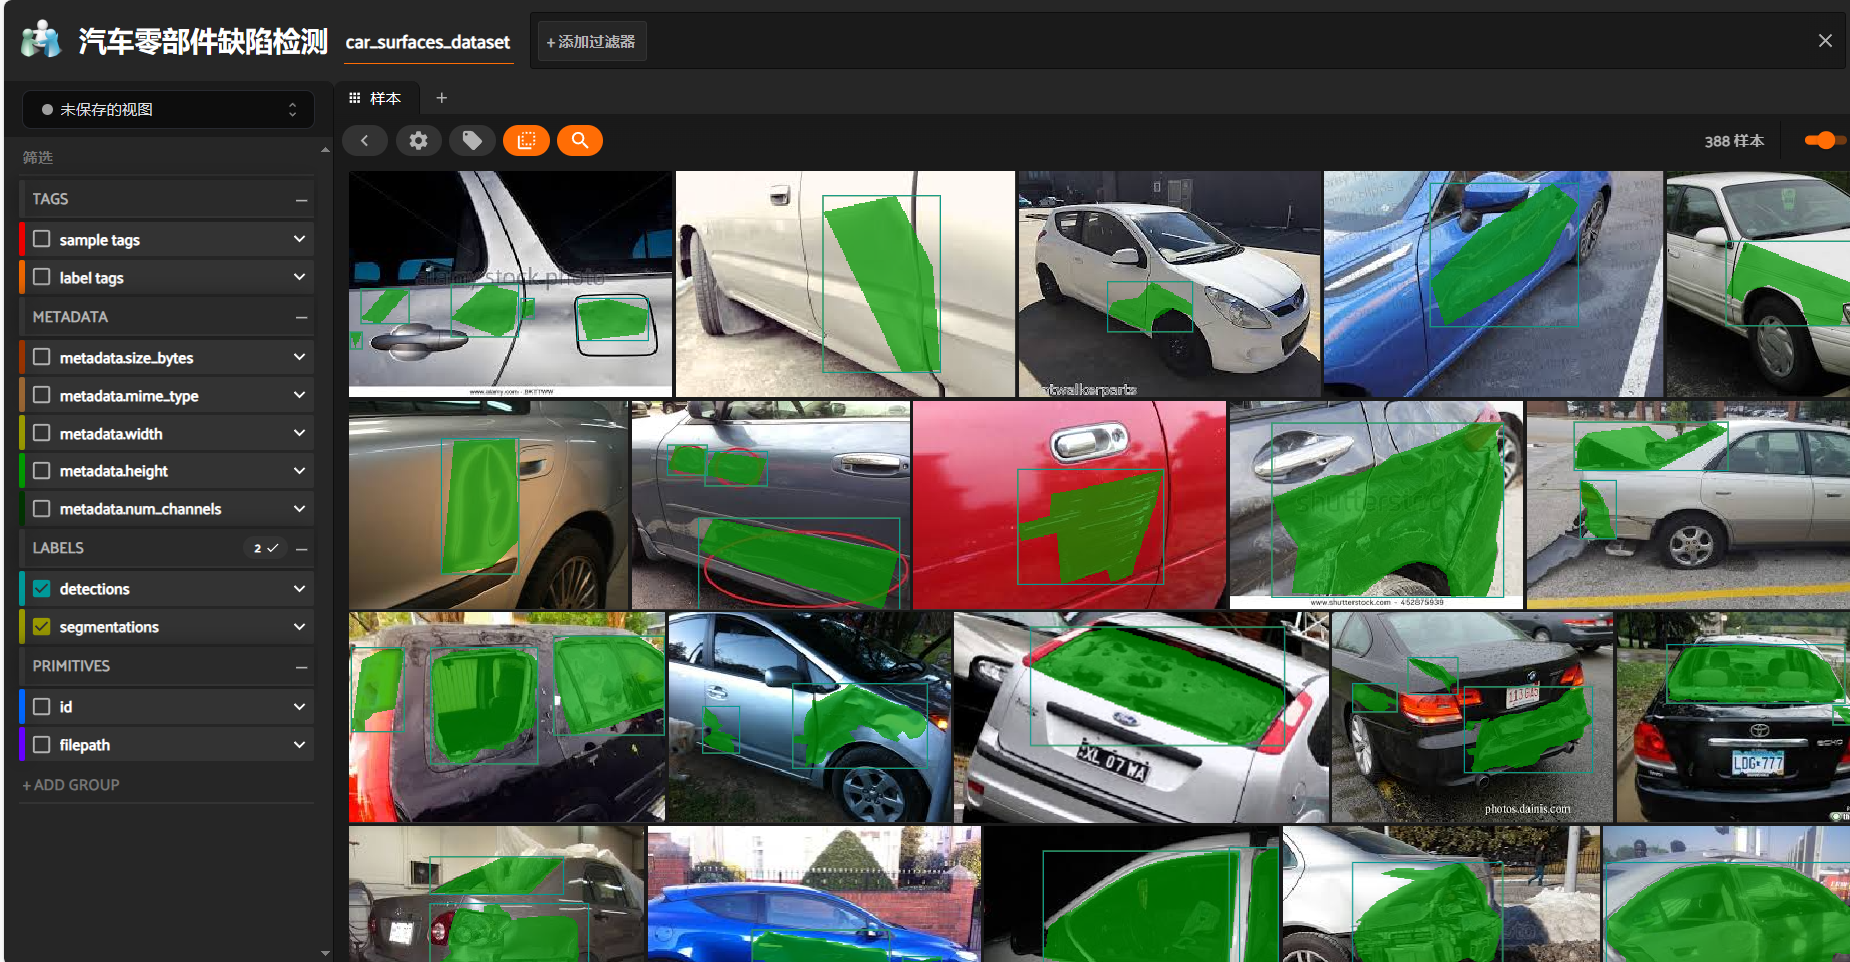 汽车零部件缺陷检测
car_surfaces_dataset
+ 添加过滤器
未保存的视图
样本
+
筛选
388 样本
TAGS
sample tags
label tags
METADATA
metadata.size_bytes
metadata.mime_type
metadata.width
metadata.height
metadata.num_channels
LABELS
2
detections
segmentations
PRIMITIVES
id
filepath
+ ADD GROUP
alamy stock photo
www.alamy.com - BKTTWW
twalkerparts
shutterstock
www.shutterstock.com · 452875939
XL 07 WA
photos.dainis.com
LDG·777